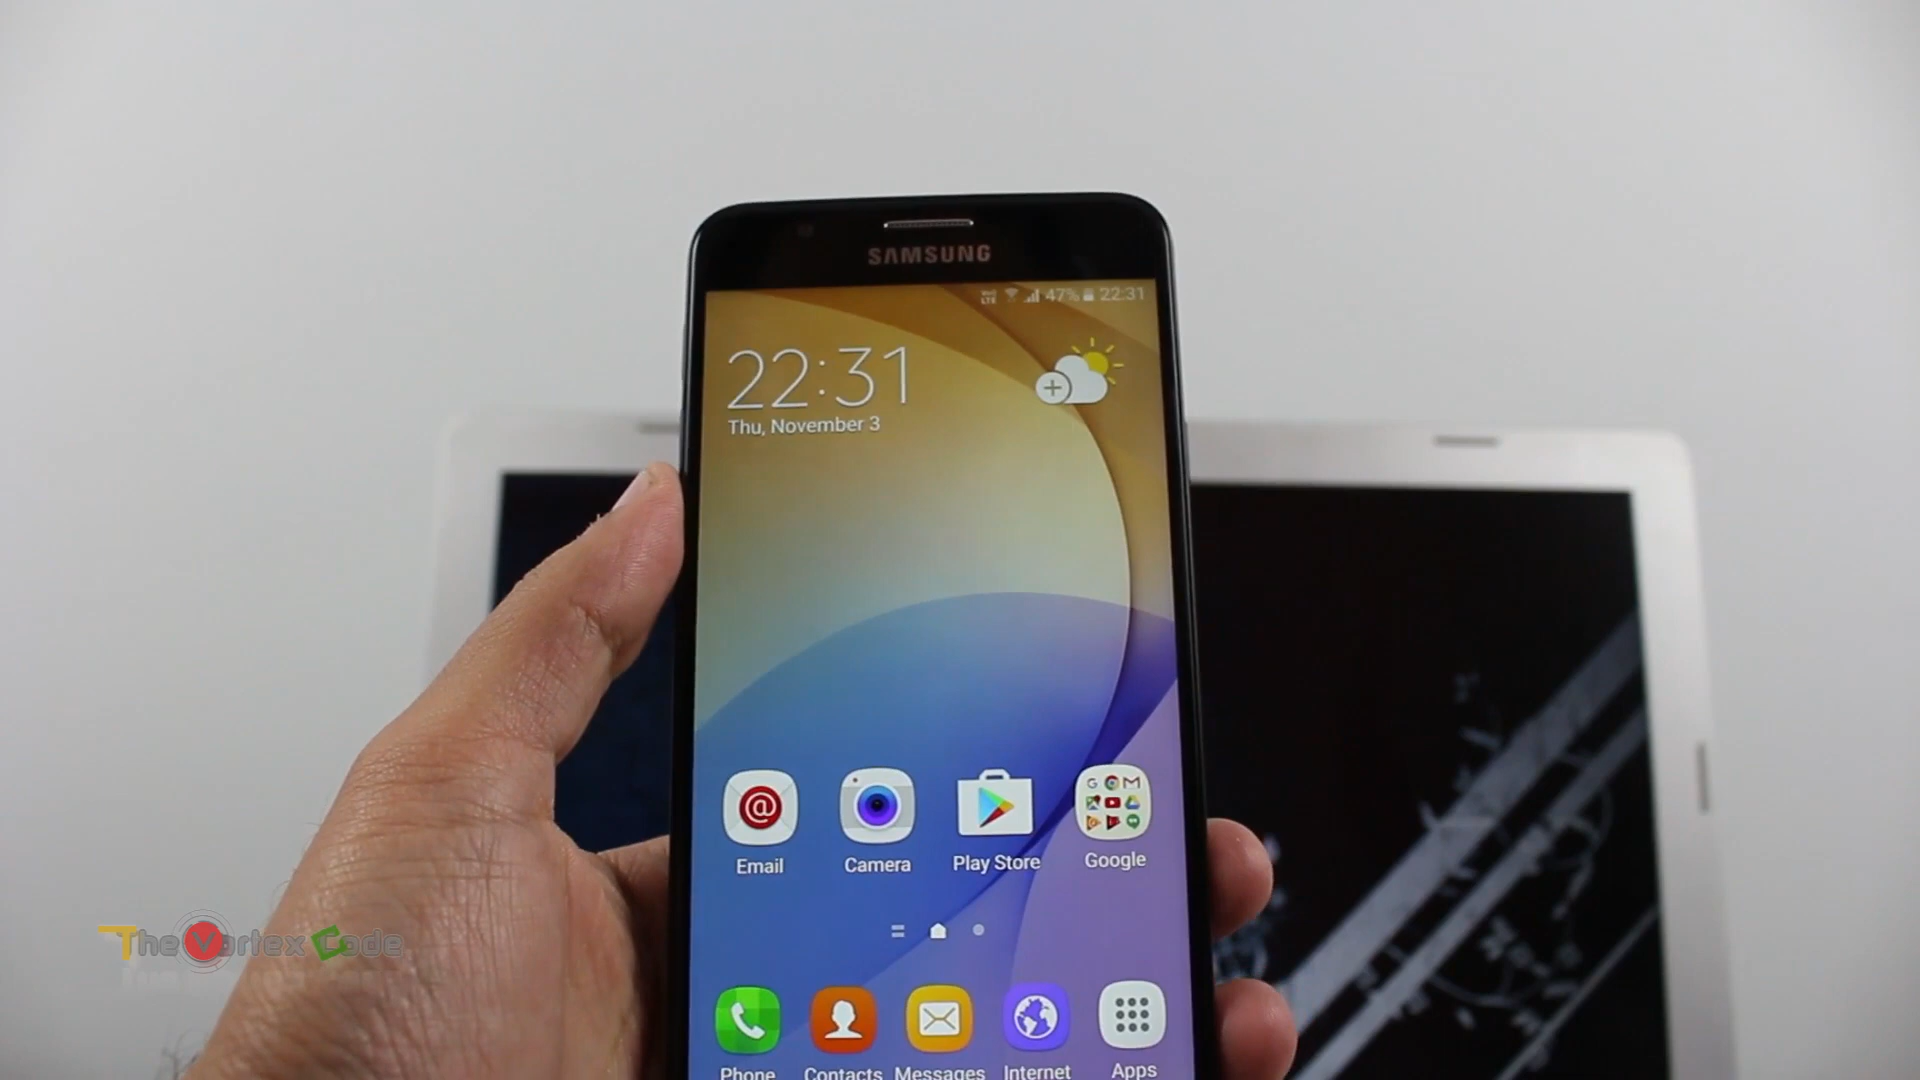 SAMSUNG
VoLTE 47% 22:31
22:31
Thu, November 3
Email Camera Play Store Google
The Vortex Code
Phone Contacts Messages Internet Apps